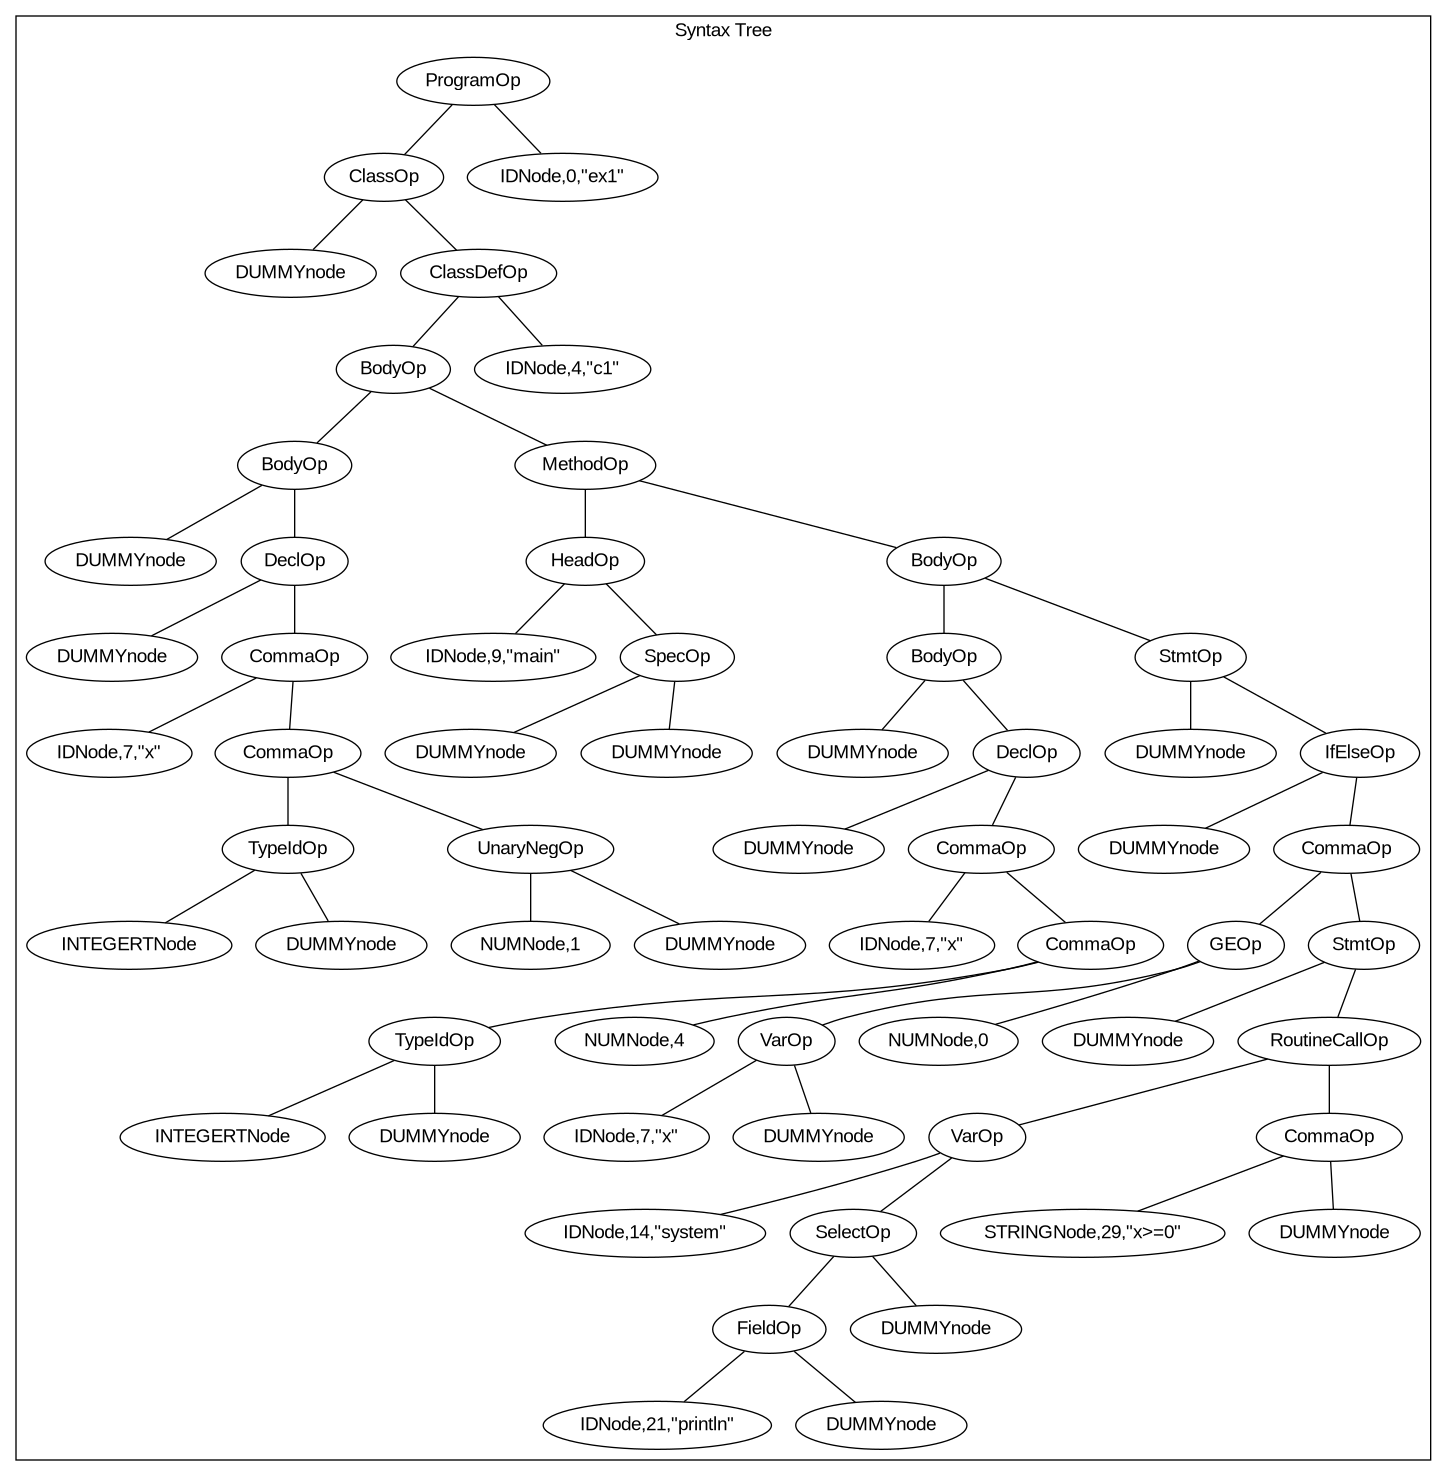 Syntax Tree
ProgramOp
ClassOp
IDNode,0,"ex1"
DUMMYnode
ClassDefOp
BodyOp
IDNode,4,"c1"
BodyOp
MethodOp
DUMMYnode
DeclOp
HeadOp
BodyOp
DUMMYnode
CommaOp
IDNode,9,"main"
SpecOp
BodyOp
StmtOp
IDNode,7,"x"
CommaOp
DUMMYnode
DUMMYnode
DUMMYnode
DeclOp
DUMMYnode
IfElseOp
TypeIdOp
UnaryNegOp
DUMMYnode
CommaOp
DUMMYnode
CommaOp
INTEGERTNode
DUMMYnode
NUMNode,1
DUMMYnode
IDNode,7,"x"
CommaOp
GEOp
StmtOp
TypeIdOp
NUMNode,4
VarOp
NUMNode,0
DUMMYnode
RoutineCallOp
INTEGERTNode
DUMMYnode
IDNode,7,"x"
DUMMYnode
VarOp
CommaOp
IDNode,14,"system"
SelectOp
STRINGNode,29,"x>=0"
DUMMYnode
FieldOp
DUMMYnode
IDNode,21,"println"
DUMMYnode